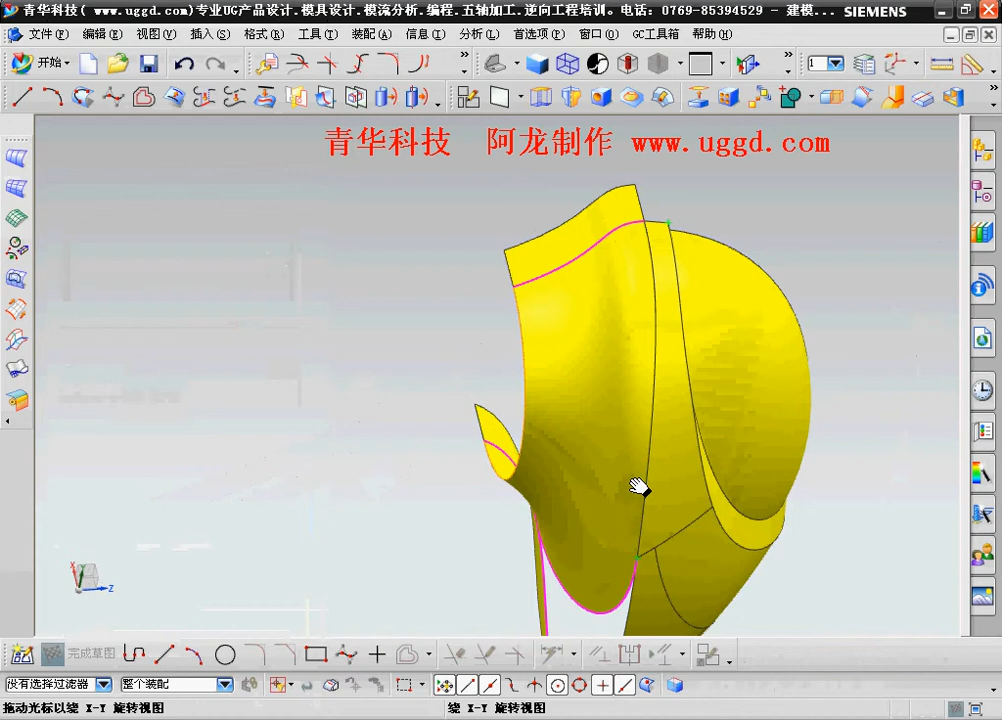 青华科技( www.uggd.com)专业UG产品设计.模具设计.模流分析.编程.五轴加工.逆向工程培训。电话：0769-85394529 - 建模... SIEMENS
文件(F) 编辑(E) 视图(V) 插入(S) 格式(R) 工具(T) 装配(A) 信息(I) 分析(L) 首选项(P) 窗口(O) GC工具箱 帮助(H)
开始 1
青华科技 阿龙制作 www.uggd.com
X Z
完成草图
没有选择过滤器 整个装配
拖动光标以绕 X-Y 旋转视图 绕 X-Y 旋转视图